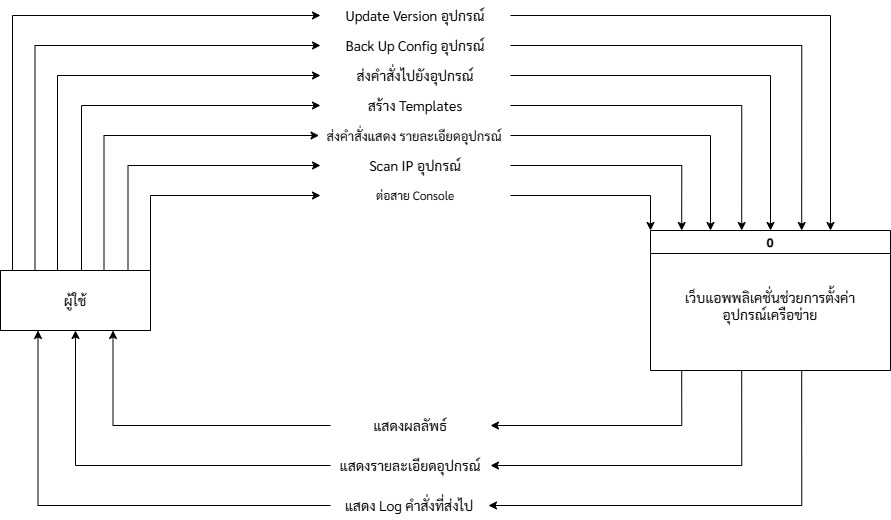 Update Version อุปกรณ์
Back Up Config อุปกรณ์
ส่งคำสั่งไปยังอุปกรณ์
สร้าง Templates
ส่งคำสั่งแสดง รายละเอียดอุปกรณ์
Scan IP อุปกรณ์
ต่อสาย Console
0
ผู้ใช้
เว็บแอพพลิเคชั่นช่วยการตั้งค่า
อุปกรณ์เครือข่าย
แสดงผลลัพธ์
แสดงรายละเอียดอุปกรณ์
แสดง Log คำสั่งที่ส่งไป